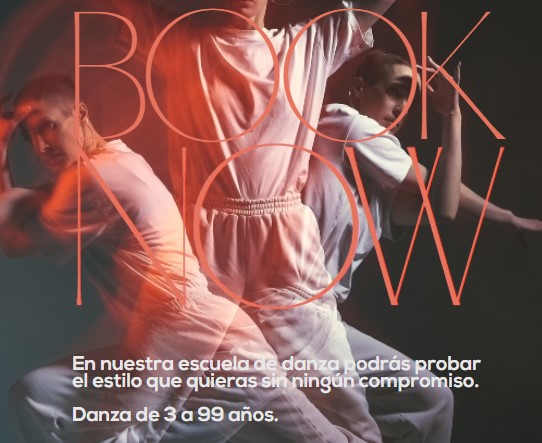 BOOK
NOW
En nuestra escuela de danza podrás probar
el estilo que quieras sin ningún compromiso.
Danza de 3 a 99 años.